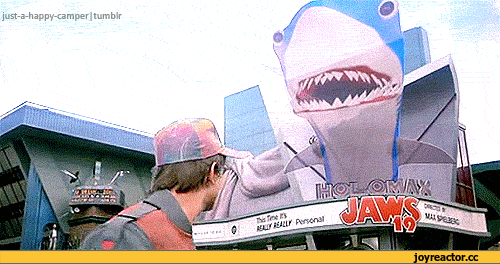 just-a-happy-camper|tumblr
HOLOMAX
This Time It's
REALLY REALLY Personal
JAWS
19
DIRECTED BY
MAX SPIELBERG
joyreactor.cc